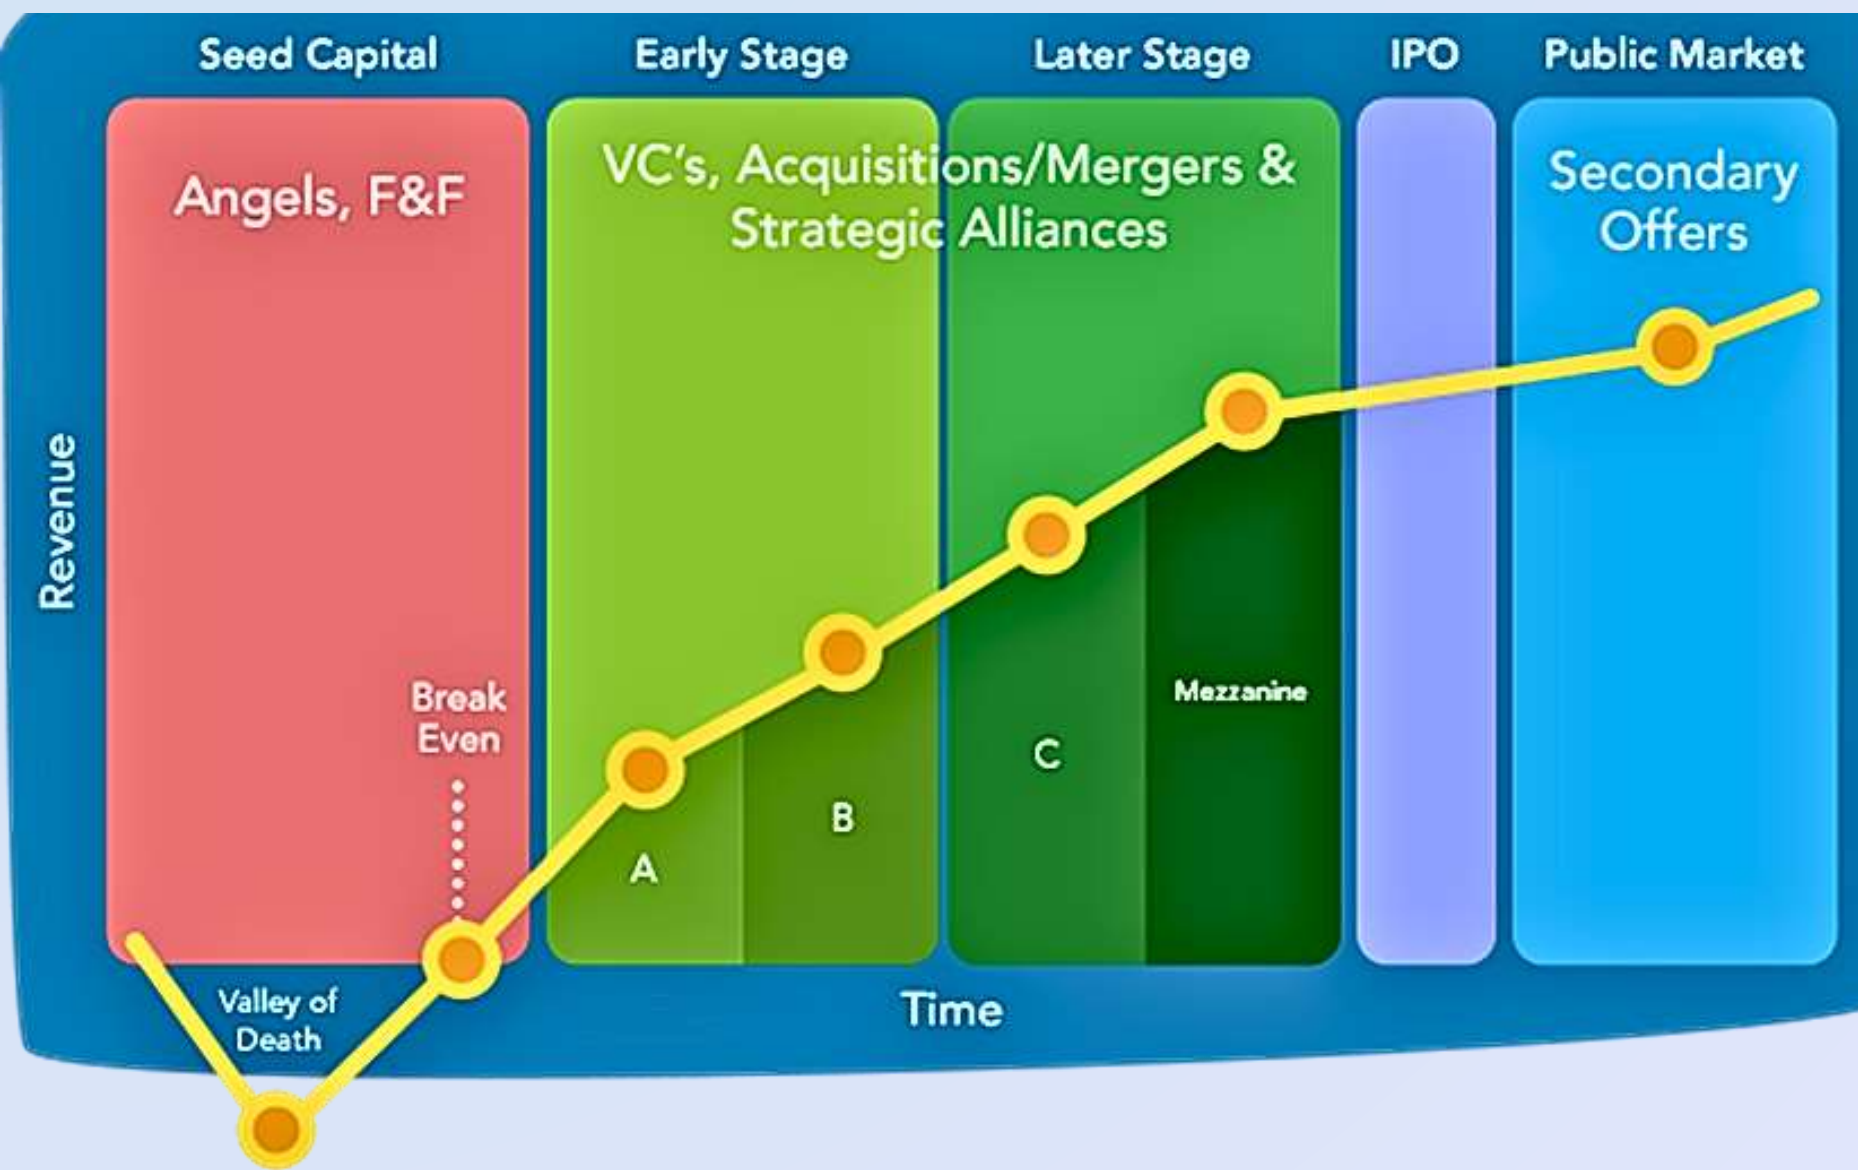 Seed Capital
Early Stage
Later Stage
IPO
Public Market
Angels, F&F
VC's, Acquisitions/Mergers &
Strategic Alliances
Secondary
Offers
Revenue
Break
Even
Mezzanine
C
B
A
Valley of
Death
Time